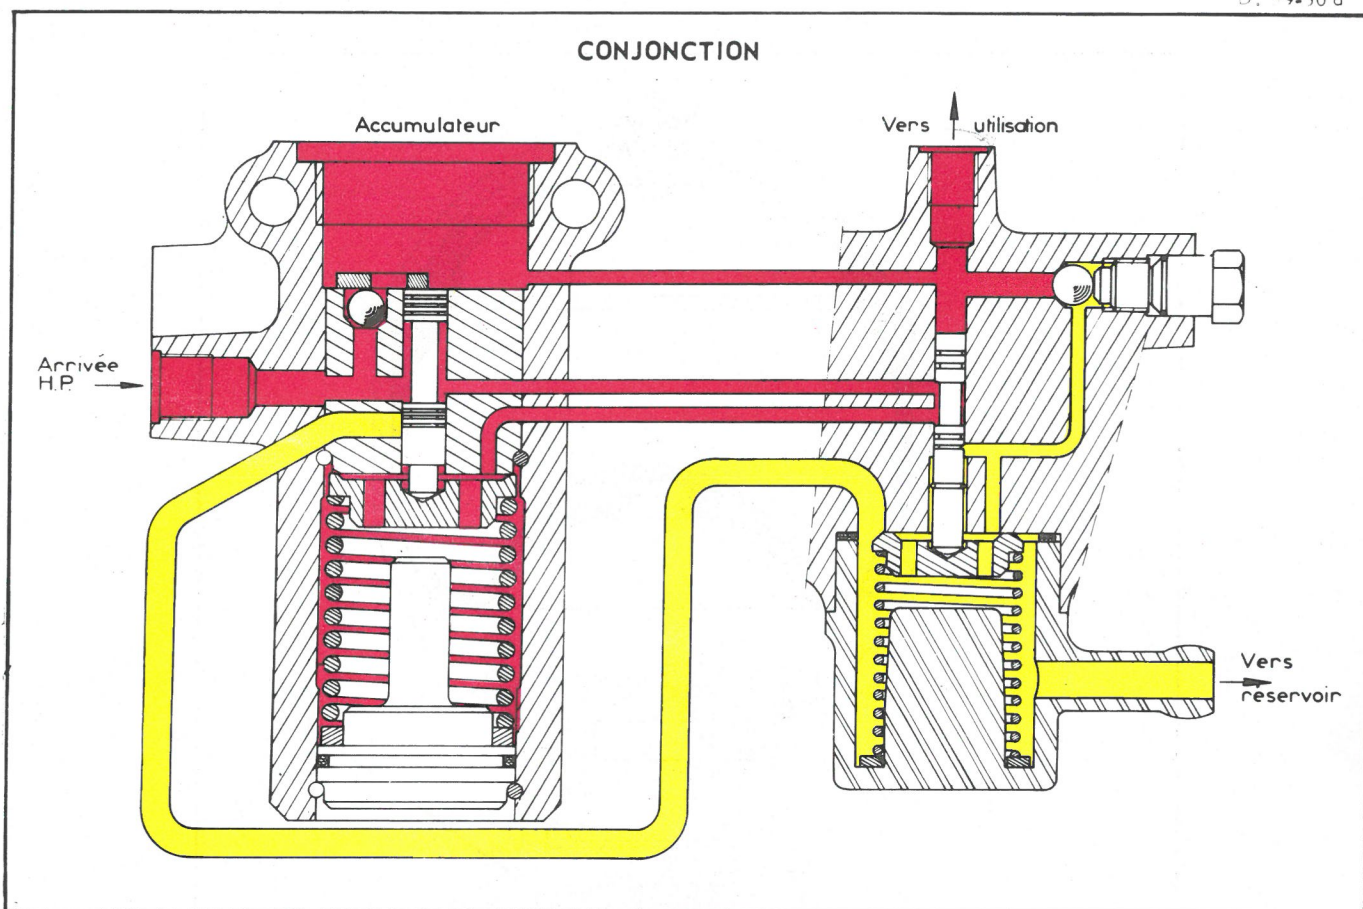 CONJONCTION
Accumulateur
Vers utilisation
Arrivée
H.P.
Vers
réservoir